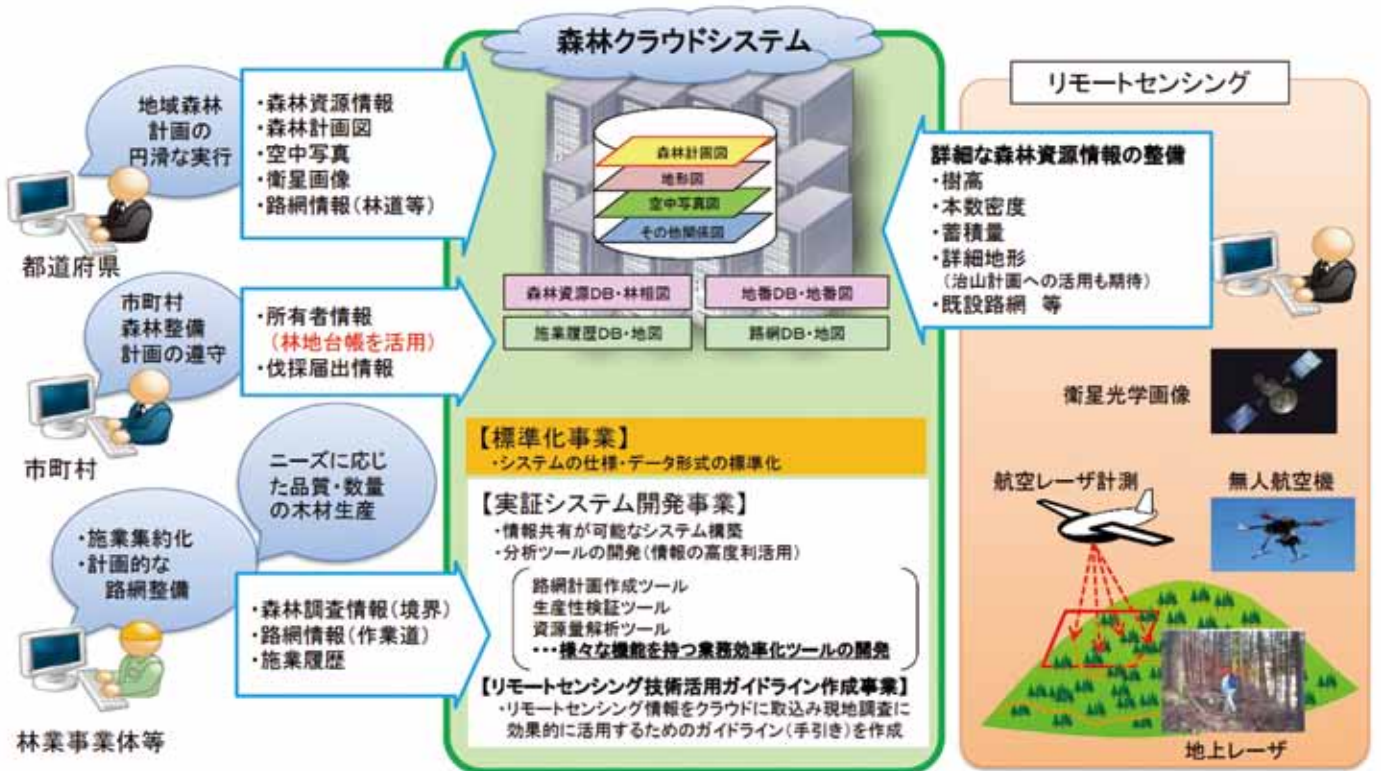 森林クラウドシステム
地域森林
計画の
円滑な実行
都道府県
・森林資源情報
・森林計画図
・空中写真
・衛星画像
・路網情報(林道等)
市町村
森林整備
計画の遵守
市町村
・所有者情報
(林地台帳を活用)
・伐採届出情報
ニーズに応じ
た品質・数量
の木材生産
・施業集約化
・計画的な
路網整備
林業事業体等
・森林調査情報(境界)
・路網情報(作業道)
・施業履歴
森林計画図
地形図
空中写真図
その他関係図
森林資源DB・林相図
地番DB・地番図
施業履歴DB・地図
路網DB・地図
【標準化事業】
・システムの仕様・データ形式の標準化
【実証システム開発事業】
・情報共有が可能なシステム構築
・分析ツールの開発(情報の高度利活用)
路網計画作成ツール
生産性検証ツール
資源量解析ツール
・・・様々な機能を持つ業務効率化ツールの開発
【リモートセンシング技術活用ガイドライン作成事業】
・リモートセンシング情報をクラウドに取込み現地調査に
効果的に活用するためのガイドライン(手引き)を作成
リモートセンシング
詳細な森林資源情報の整備
・樹高
・本数密度
・蓄積量
・詳細地形
(治山計画への活用も期待)
・既設路網 等
衛星光学画像
航空レーザ計測
無人航空機
地上レーザ